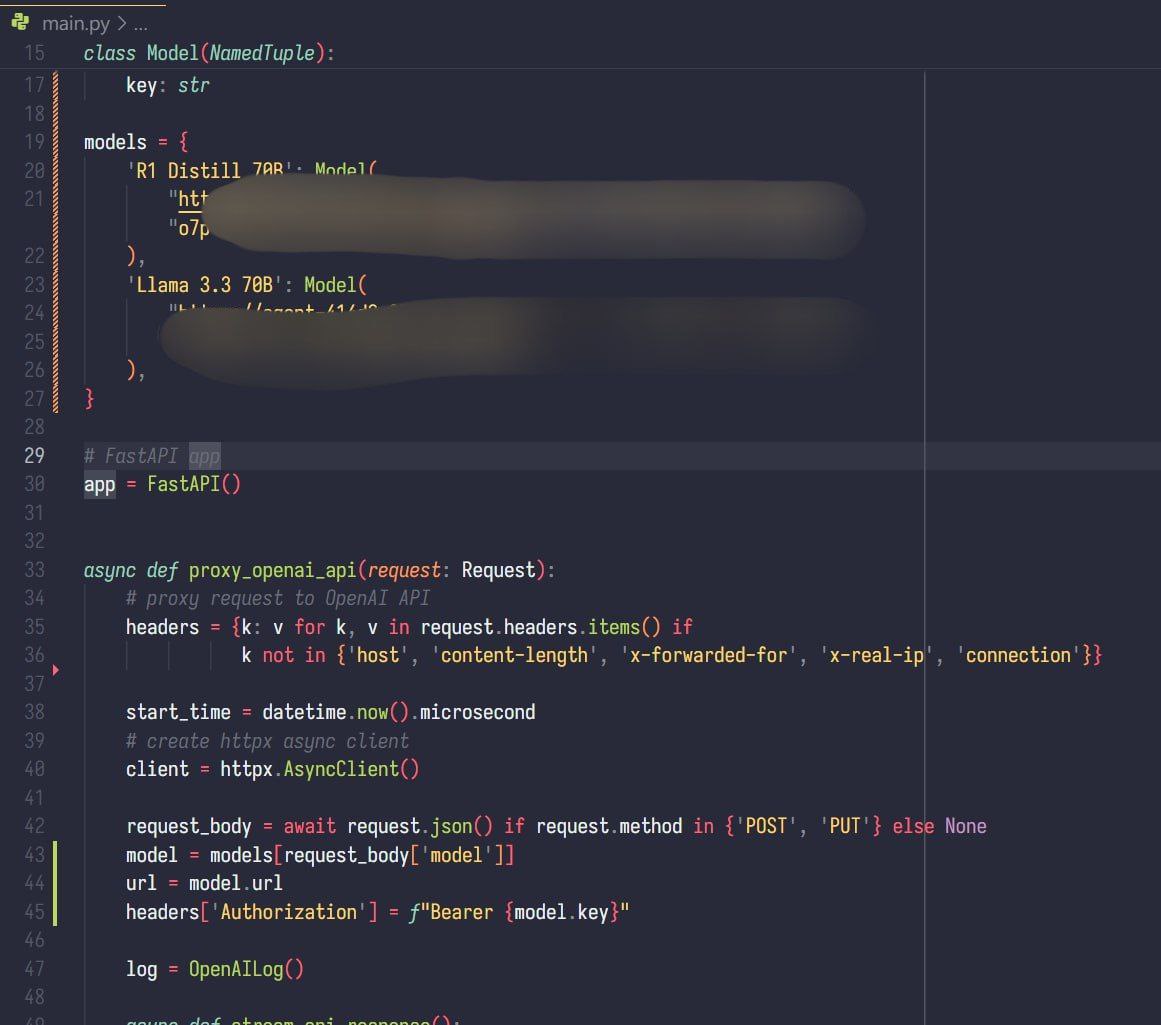 main.py > ...
15 class Model(NamedTuple):
17 key: str
18
19 models = {
20 'R1 Distill 70B': Model(
21 "htt
"o7p
22 ),
23 'Llama 3.3 70B': Model(
24
25
26 ),
27 }
28
29 # FastAPI app
30 app = FastAPI()
31
32
33 async def proxy_openai_api(request: Request):
34 # proxy request to OpenAI API
35 headers = {k: v for k, v in request.headers.items() if
36 k not in {'host', 'content-length', 'x-forwarded-for', 'x-real-ip', 'connection'}}
37
38 start_time = datetime.now().microsecond
39 # create httpx async client
40 client = httpx.AsyncClient()
41
42 request_body = await request.json() if request.method in {'POST', 'PUT'} else None
43 model = models[request_body['model']]
44 url = model.url
45 headers['Authorization'] = f"Bearer {model.key}"
46
47 log = OpenAILog()
48
async def stream_api_response():